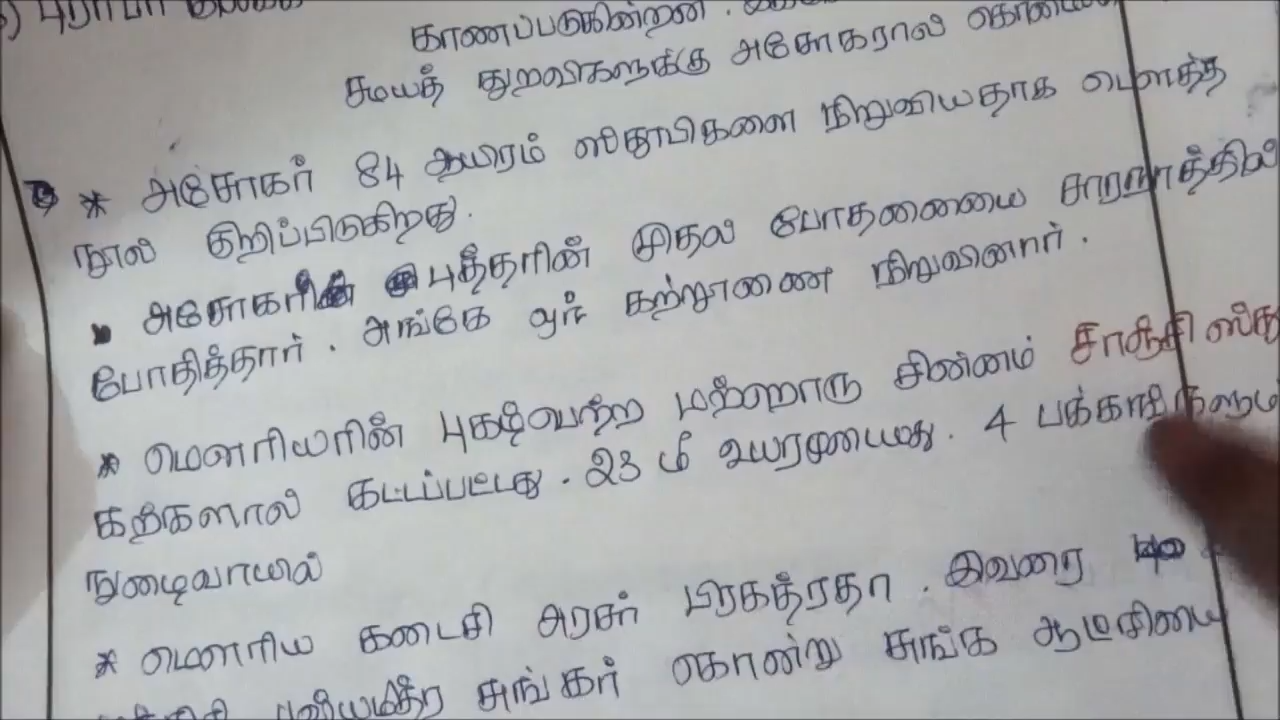 காணப்படுகின்றன.
சமயத் துறவிகளுக்கு அசோகரால்
* அசோகர் 84 ஆயிரம் ஸ்தூபிகளை நிறுவியதாக பௌத்த
நூல் குறிப்பிடுகிறது.
அசோகர் புத்தரின் முதல் போதனையை சாரநாத்தில்
போதித்தார். அங்கே ஓர் கற்றூணை நிறுவினார்.
* மௌரியரின் புகழ்பெற்ற மற்றொரு சின்னம் சாஞ்சி
கற்களால் கட்டப்பட்டது. 23 மீ உயரமுடையது. 4 பக்கங்களும்
நுழைவாயில்
* மௌரிய கடைசி அரசர் பிரகத்ரதா. இவரை
சுங்கர் கொன்று சுங்க ஆட்சியை